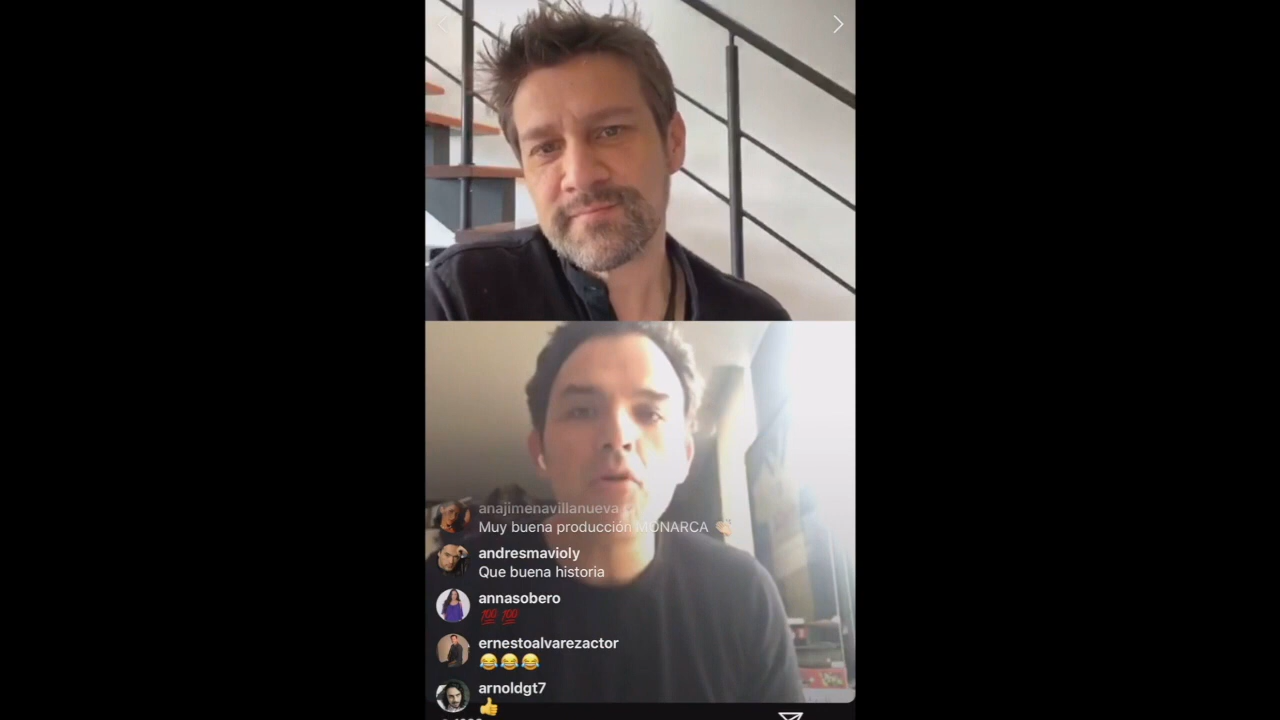 anajimenavillanueva
Muy buena producción MONARCA 👏🏼
andresmavioly
Que buena historia
annasobero
💯 💯
ernestoalvarezactor
😂😂😂
arnoldgt7
👍